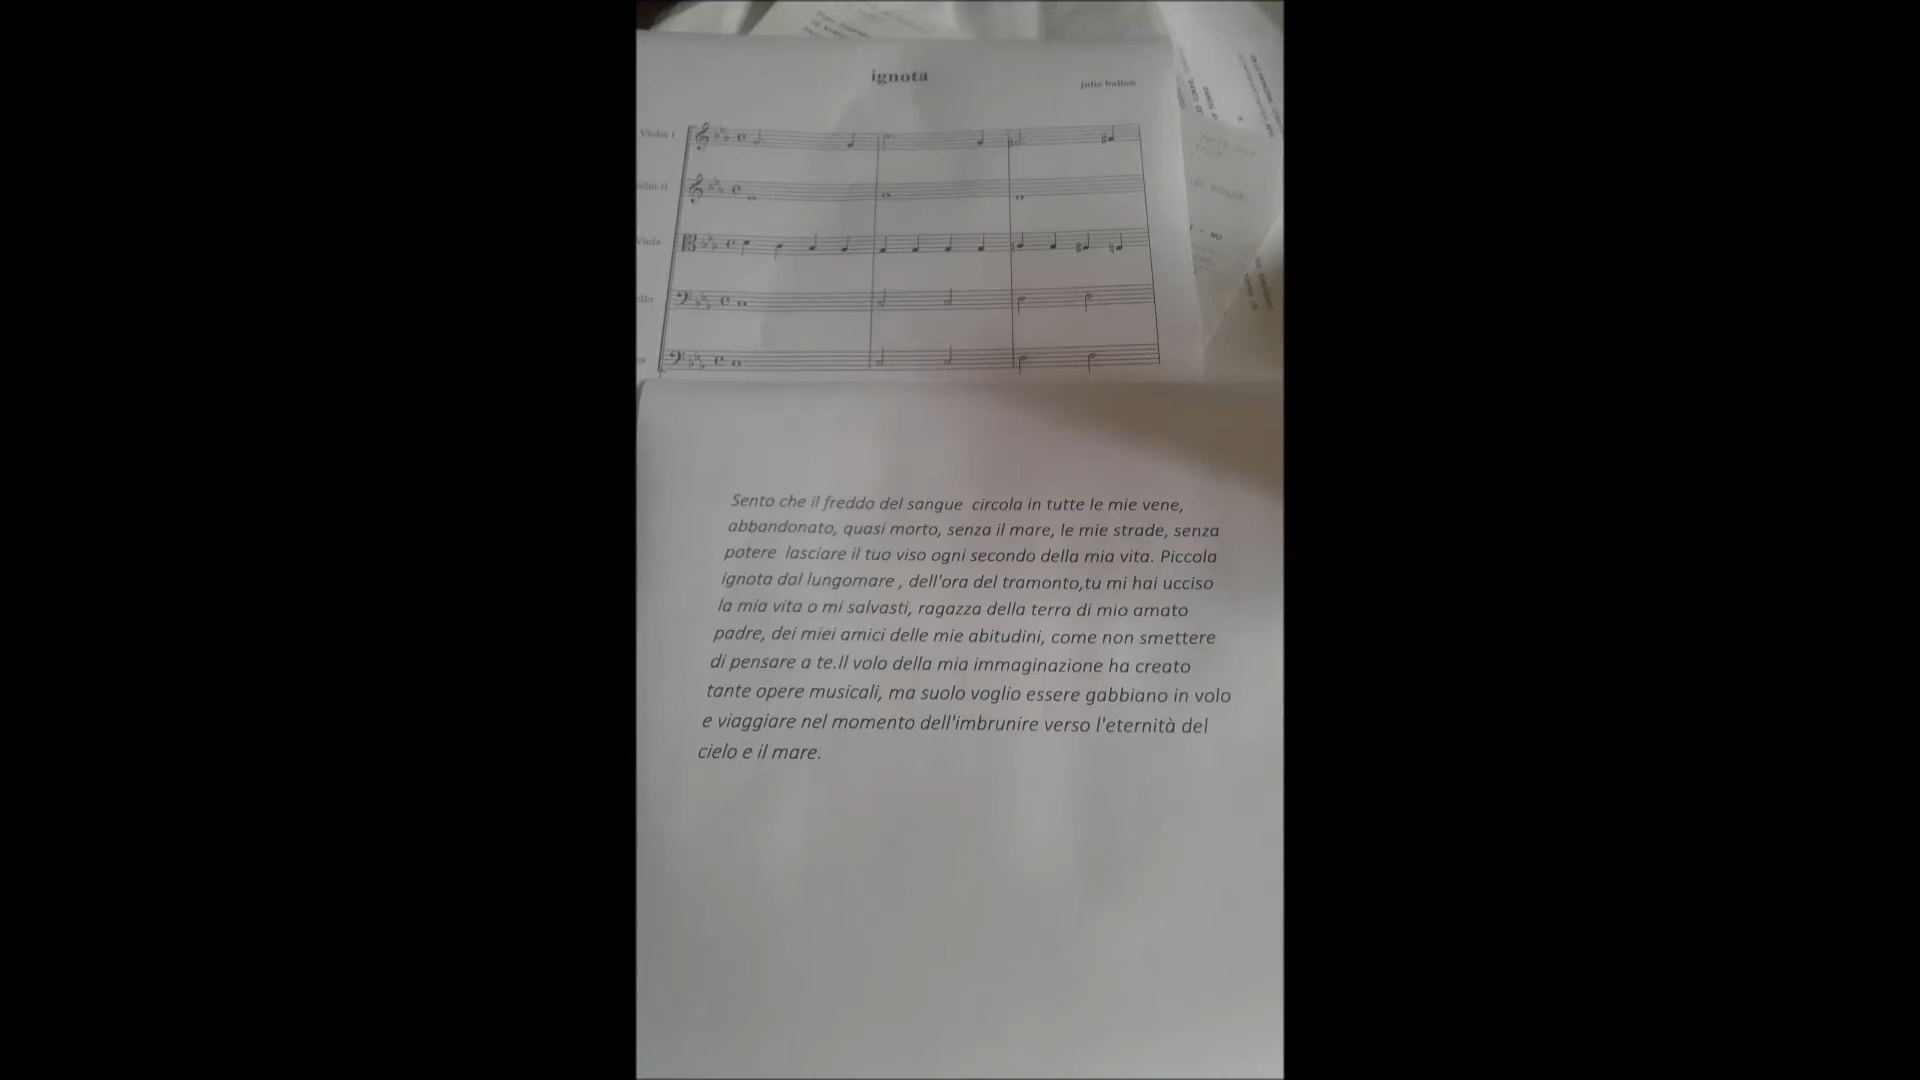 ignota
julio ballon
Violin I
Viola
Sento che il freddo del sangue circola in tutte le mie vene,
abbandonato, quasi morto, senza il mare, le mie strade, senza
potere lasciare il tuo viso ogni secondo della mia vita. Piccola
ignota dal lungomare , dell'ora del tramonto,tu mi hai ucciso
la mia vita o mi salvasti, ragazza della terra di mio amato
padre, dei miei amici delle mie abitudini, come non smettere
di pensare a te.Il volo della mia immaginazione ha creato
tante opere musicali, ma suolo voglio essere gabbiano in volo
e viaggiare nel momento dell'imbrunire verso l'eternità del
cielo e il mare.